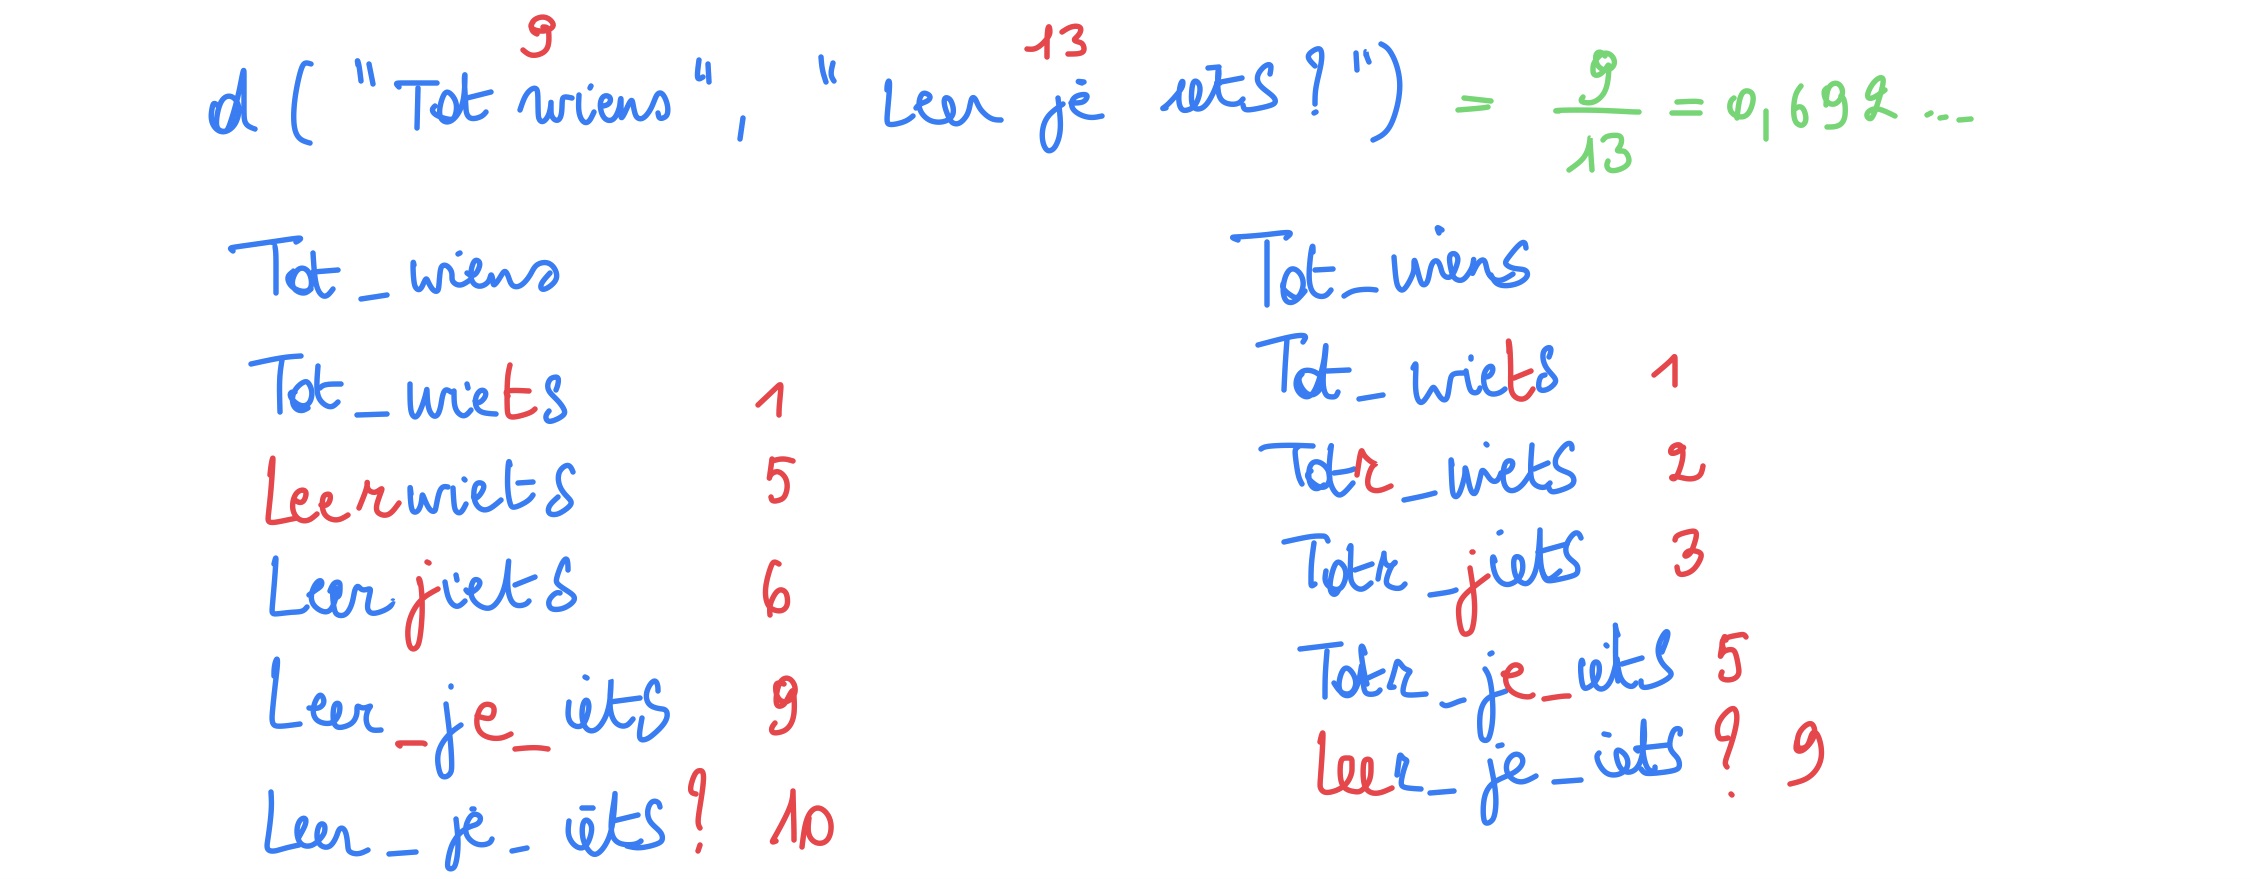 9 13
d("Tot wiens", "Leer je iets?") = 9/13 = 0,692...
Tot_wiens
Tot_wiets 1
Leerwiets 5
Leerjiets 6
Leer_je_iets 9
Leer_je_iets? 10
Tot_wiens
Tot_wiets 1
Totr_wiets 2
Totr_jiets 3
Totr_je_iets 5
Leer_je_iets? 9